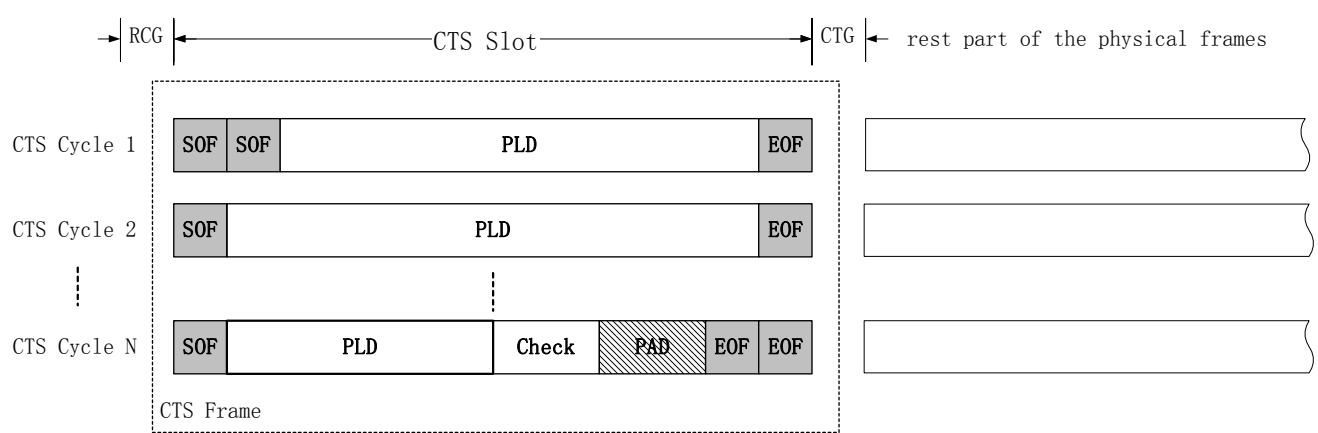 RCG CTS Slot CTG rest part of the physical frames
CTS Cycle 1 SOF SOF PLD EOF
CTS Cycle 2 SOF PLD EOF
CTS Cycle N SOF PLD Check PAD EOF EOF
CTS Frame